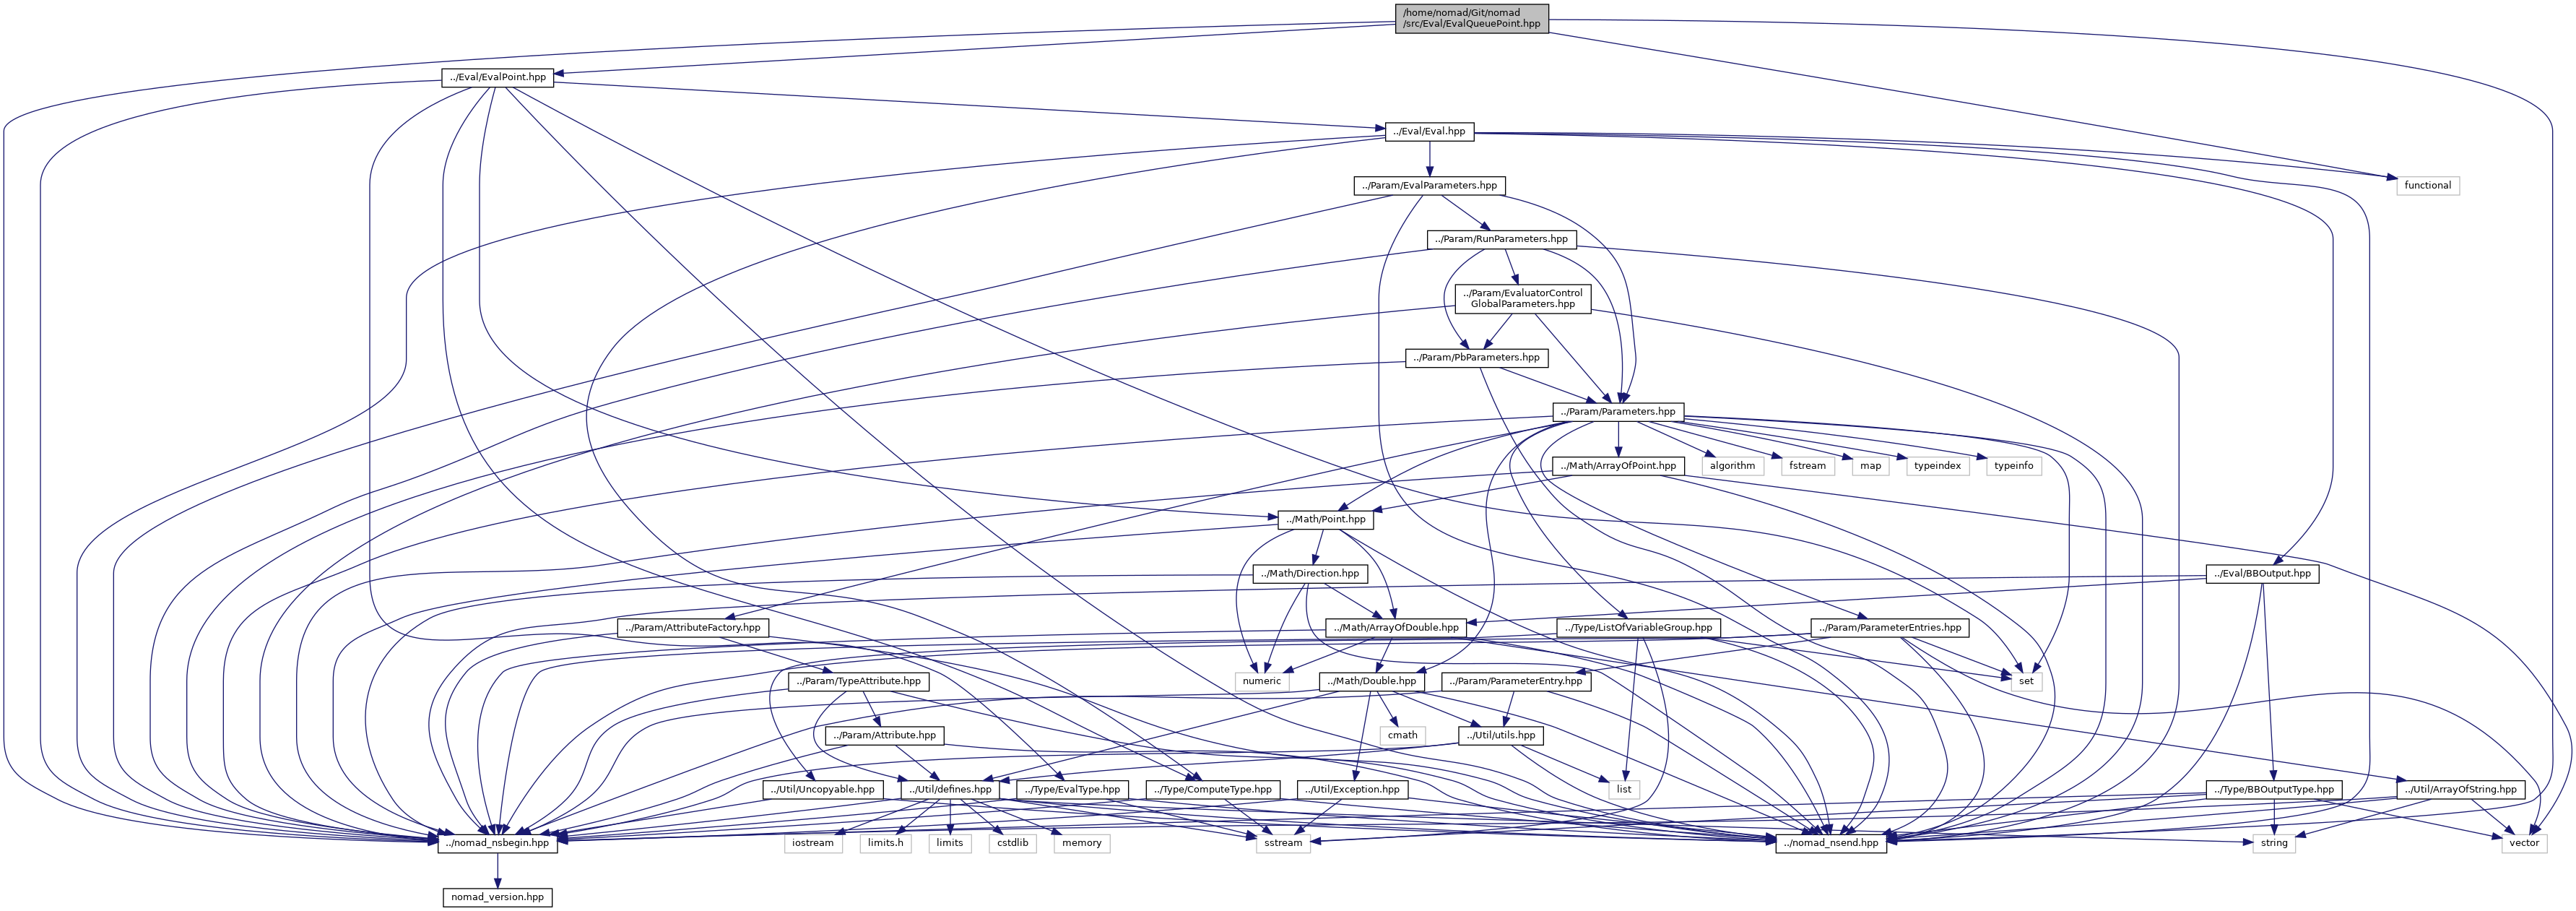 /home/nomad/Git/nomad
/src/Eval/EvalQueuePoint.hpp
../Eval/EvalPoint.hpp
../Eval/Eval.hpp
../Param/EvalParameters.hpp
functional
../Param/RunParameters.hpp
../Param/EvaluatorControl
GlobalParameters.hpp
../Param/PbParameters.hpp
../Param/Parameters.hpp
../Math/ArrayOfPoint.hpp
algorithm
fstream
map
typeindex
typeinfo
../Math/Point.hpp
../Math/Direction.hpp
../Eval/BBOutput.hpp
../Param/AttributeFactory.hpp
../Math/ArrayOfDouble.hpp
../Type/ListOfVariableGroup.hpp
../Param/ParameterEntries.hpp
../Param/TypeAttribute.hpp
numeric
../Math/Double.hpp
../Param/ParameterEntry.hpp
set
../Param/Attribute.hpp
cmath
../Util/utils.hpp
../Util/Uncopyable.hpp
../Util/defines.hpp
../Type/EvalType.hpp
../Type/ComputeType.hpp
../Util/Exception.hpp
list
../Type/BBOutputType.hpp
../Util/ArrayOfString.hpp
../nomad_nsbegin.hpp
iostream
limits.h
limits
cstdlib
memory
sstream
../nomad_nsend.hpp
string
vector
nomad_version.hpp